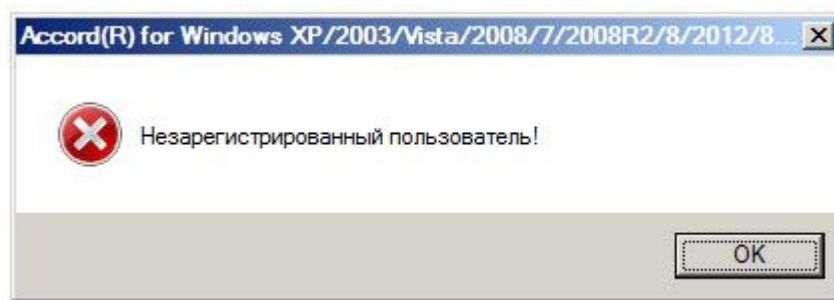 Accord(R) for Windows XP/2003/Vista/2008/7/2008R2/8/2012/8...
Незарегистрированный пользователь!
OK